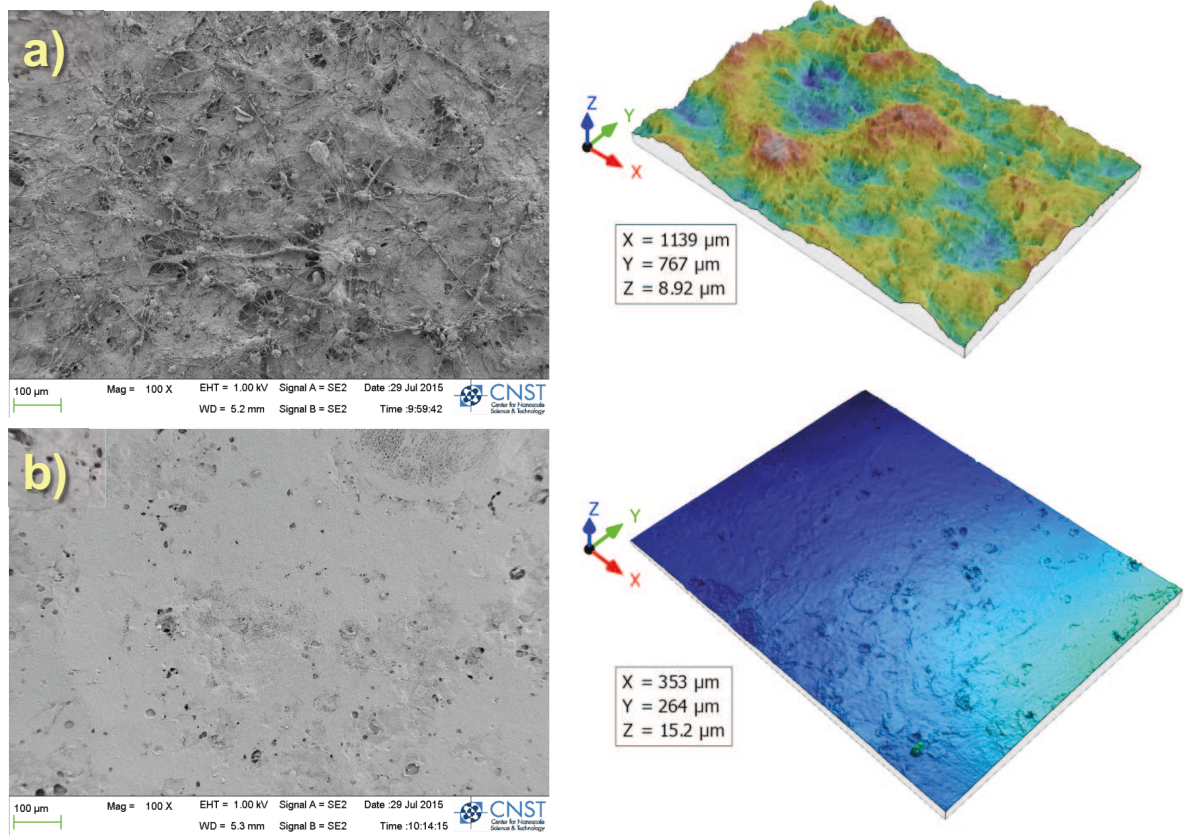 a)
100 µm
Mag = 100 X
EHT = 1.00 kV Signal A = SE2 Date :29 Jul 2015
WD = 5.2 mm Signal B = SE2 Time :9:59:42
CNST
Center for Nanoscale
Science & Technology
Z
Y
X
X = 1139 µm
Y = 767 µm
Z = 8.92 µm
b)
100 µm
Mag = 100 X
EHT = 1.00 kV Signal A = SE2 Date :29 Jul 2015
WD = 5.3 mm Signal B = SE2 Time :10:14:15
CNST
Center for Nanoscale
Science & Technology
Z
Y
X
X = 353 µm
Y = 264 µm
Z = 15.2 µm